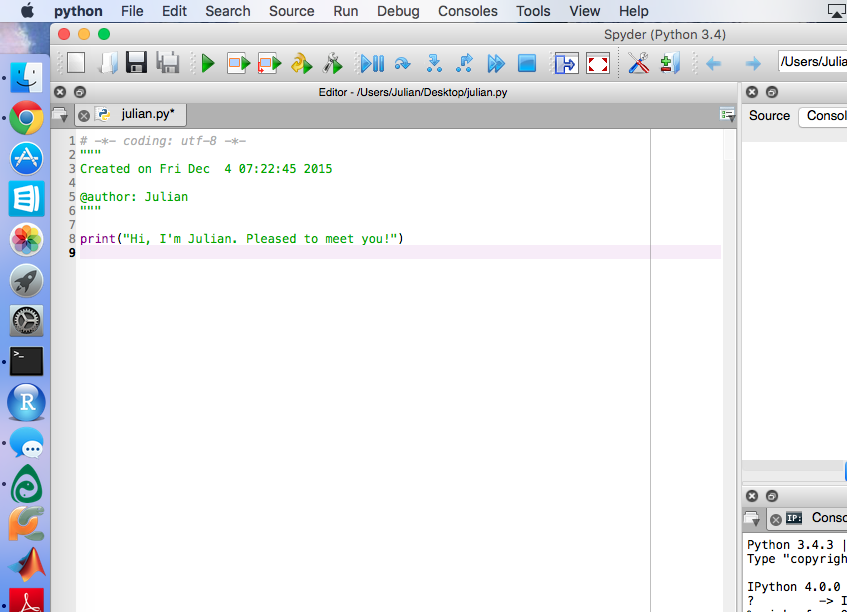 python File Edit Search Source Run Debug Consoles Tools View Help
Spyder (Python 3.4)
/Users/Julia
Editor - /Users/Julian/Desktop/julian.py
julian.py*
Source Consol
1 # -*- coding: utf-8 -*-
2 """
3 Created on Fri Dec  4 07:22:45 2015
4
5 @author: Julian
6 """
7
8 print("Hi, I'm Julian. Pleased to meet you!")
9
>_
R
IP: Conso
Python 3.4.3 |
Type "copyrigh
IPython 4.0.0
? -> I